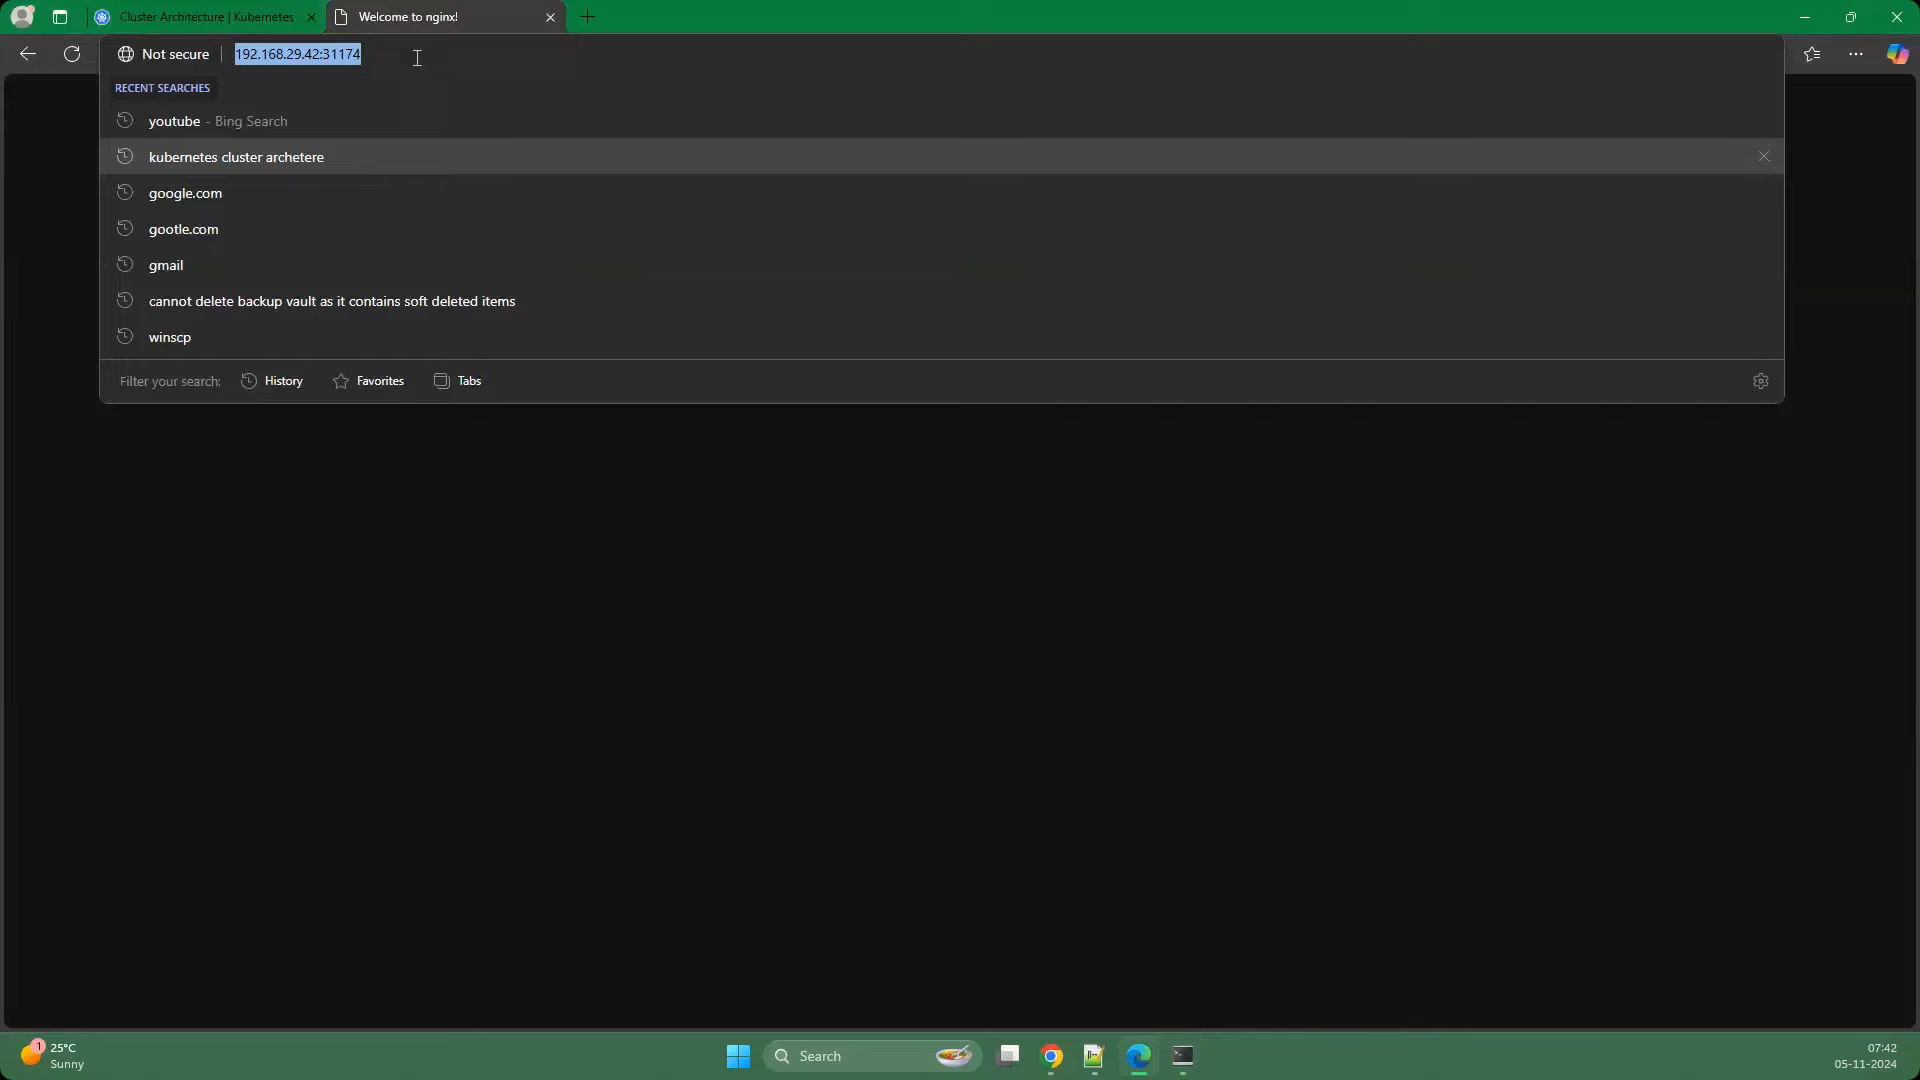 Cluster Architecture | Kubernetes
Welcome to nginx!
Not secure
192.168.29.42:31174
RECENT SEARCHES
youtube - Bing Search
kubernetes cluster archetere
google.com
gootle.com
gmail
cannot delete backup vault as it contains soft deleted items
winscp
Filter your search: History Favorites Tabs
1
25°C
Sunny
Search
07:42
05-11-2024